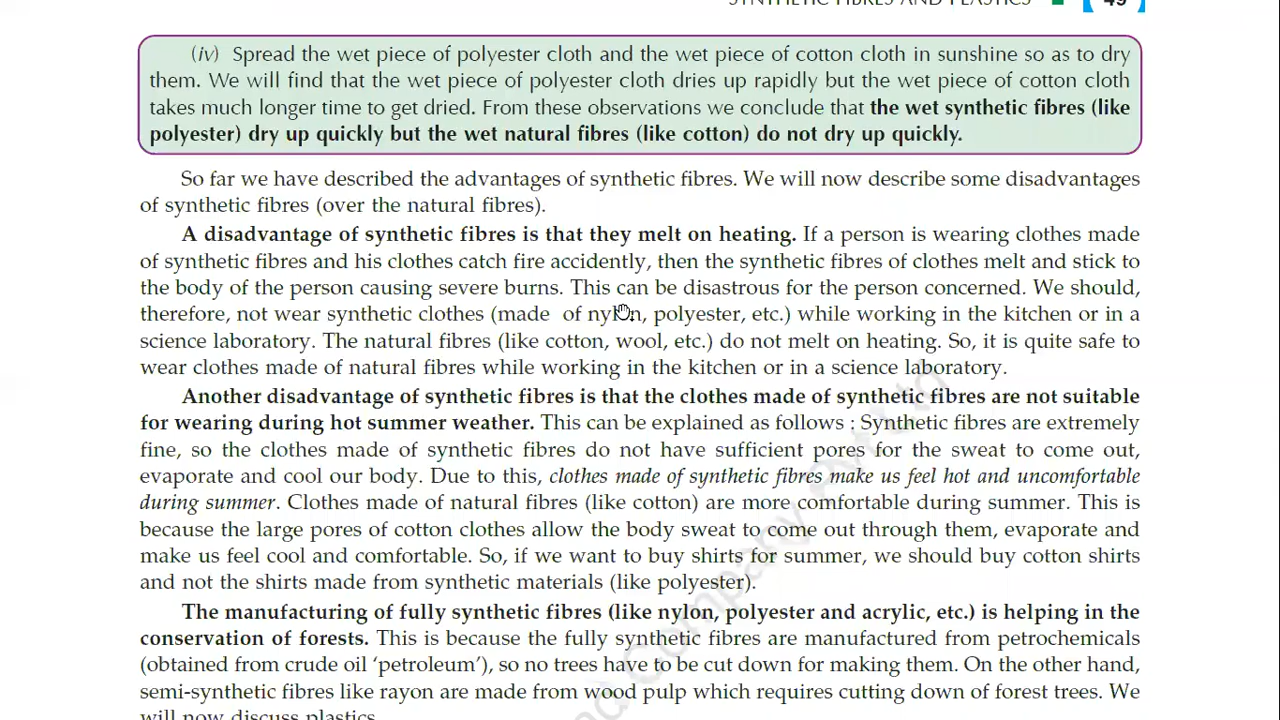 SYNTHETIC FIBRES AND PLASTICS 49
(iv) Spread the wet piece of polyester cloth and the wet piece of cotton cloth in sunshine so as to dry
them. We will find that the wet piece of polyester cloth dries up rapidly but the wet piece of cotton cloth
takes much longer time to get dried. From these observations we conclude that the wet synthetic fibres (like
polyester) dry up quickly but the wet natural fibres (like cotton) do not dry up quickly.
So far we have described the advantages of synthetic fibres. We will now describe some disadvantages
of synthetic fibres (over the natural fibres).
A disadvantage of synthetic fibres is that they melt on heating. If a person is wearing clothes made
of synthetic fibres and his clothes catch fire accidently, then the synthetic fibres of clothes melt and stick to
the body of the person causing severe burns. This can be disastrous for the person concerned. We should,
therefore, not wear synthetic clothes (made of nylon, polyester, etc.) while working in the kitchen or in a
science laboratory. The natural fibres (like cotton, wool, etc.) do not melt on heating. So, it is quite safe to
wear clothes made of natural fibres while working in the kitchen or in a science laboratory.
Another disadvantage of synthetic fibres is that the clothes made of synthetic fibres are not suitable
for wearing during hot summer weather. This can be explained as follows : Synthetic fibres are extremely
fine, so the clothes made of synthetic fibres do not have sufficient pores for the sweat to come out,
evaporate and cool our body. Due to this, clothes made of synthetic fibres make us feel hot and uncomfortable
during summer. Clothes made of natural fibres (like cotton) are more comfortable during summer. This is
because the large pores of cotton clothes allow the body sweat to come out through them, evaporate and
make us feel cool and comfortable. So, if we want to buy shirts for summer, we should buy cotton shirts
and not the shirts made from synthetic materials (like polyester).
The manufacturing of fully synthetic fibres (like nylon, polyester and acrylic, etc.) is helping in the
conservation of forests. This is because the fully synthetic fibres are manufactured from petrochemicals
(obtained from crude oil ‘petroleum’), so no trees have to be cut down for making them. On the other hand,
semi-synthetic fibres like rayon are made from wood pulp which requires cutting down of forest trees. We
will now discuss plastics.